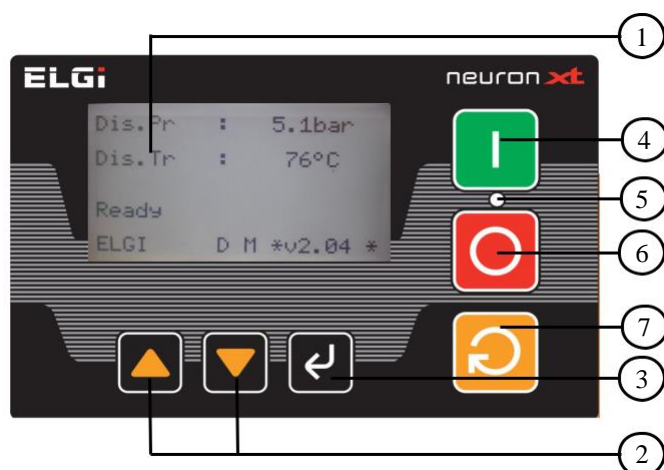 1
ELGi
neuron xt
Dis.Pr : 5.1bar
4
Dis.Tr : 76°C
5
Ready
6
ELGI D M *v2.04 *
7
3
2